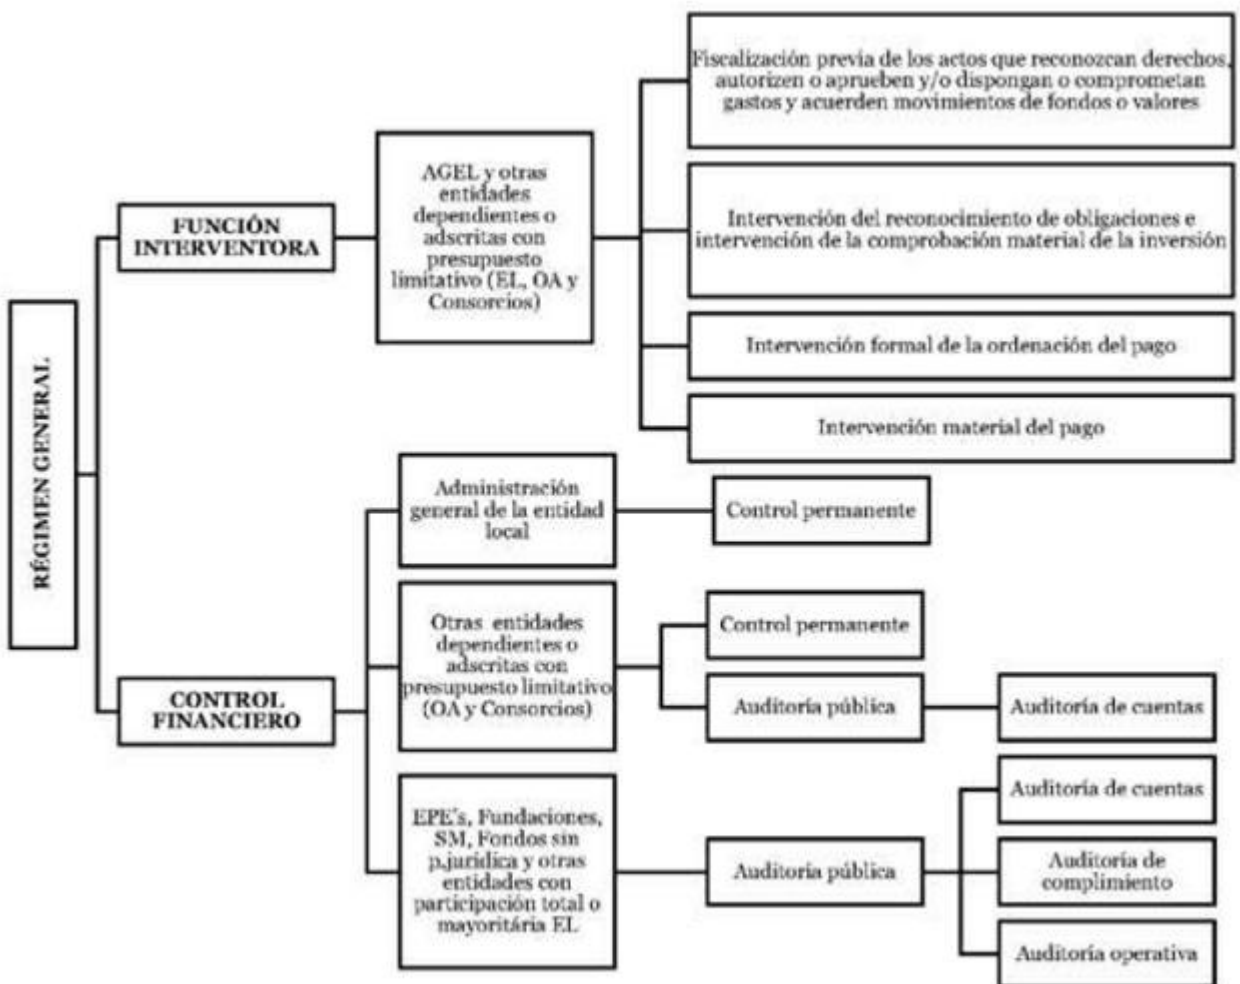 RÉGIMEN GENERAL
FUNCIÓN
INTERVENTORA
AGEL y otras
entidades
dependientes o
adscritas con
presupuesto
limitativo (EL, OA y
Consorcios)
Fiscalización previa de los actos que reconozcan derechos,
autorizen o aprueben y/o dispongan o comprometan
gastos y acuerden movimientos de fondos o valores
Intervención del reconocimiento de obligaciones e
intervención de la comprobación material de la inversión
Intervención formal de la ordenación del pago
Intervención material del pago
CONTROL
FINANCIERO
Administración
general de la entidad
local
Control permanente
Otras entidades
dependientes o
adscritas con
presupuesto limitativo
(OA y Consorcios)
Control permanente
Auditoría pública
Auditoría de cuentas
EPE's, Fundaciones,
SM, Fondos sin
p.jurídica y otras
entidades con
participación total o
mayoritária EL
Auditoría pública
Auditoría de cuentas
Auditoría de
complimiento
Auditoría operativa